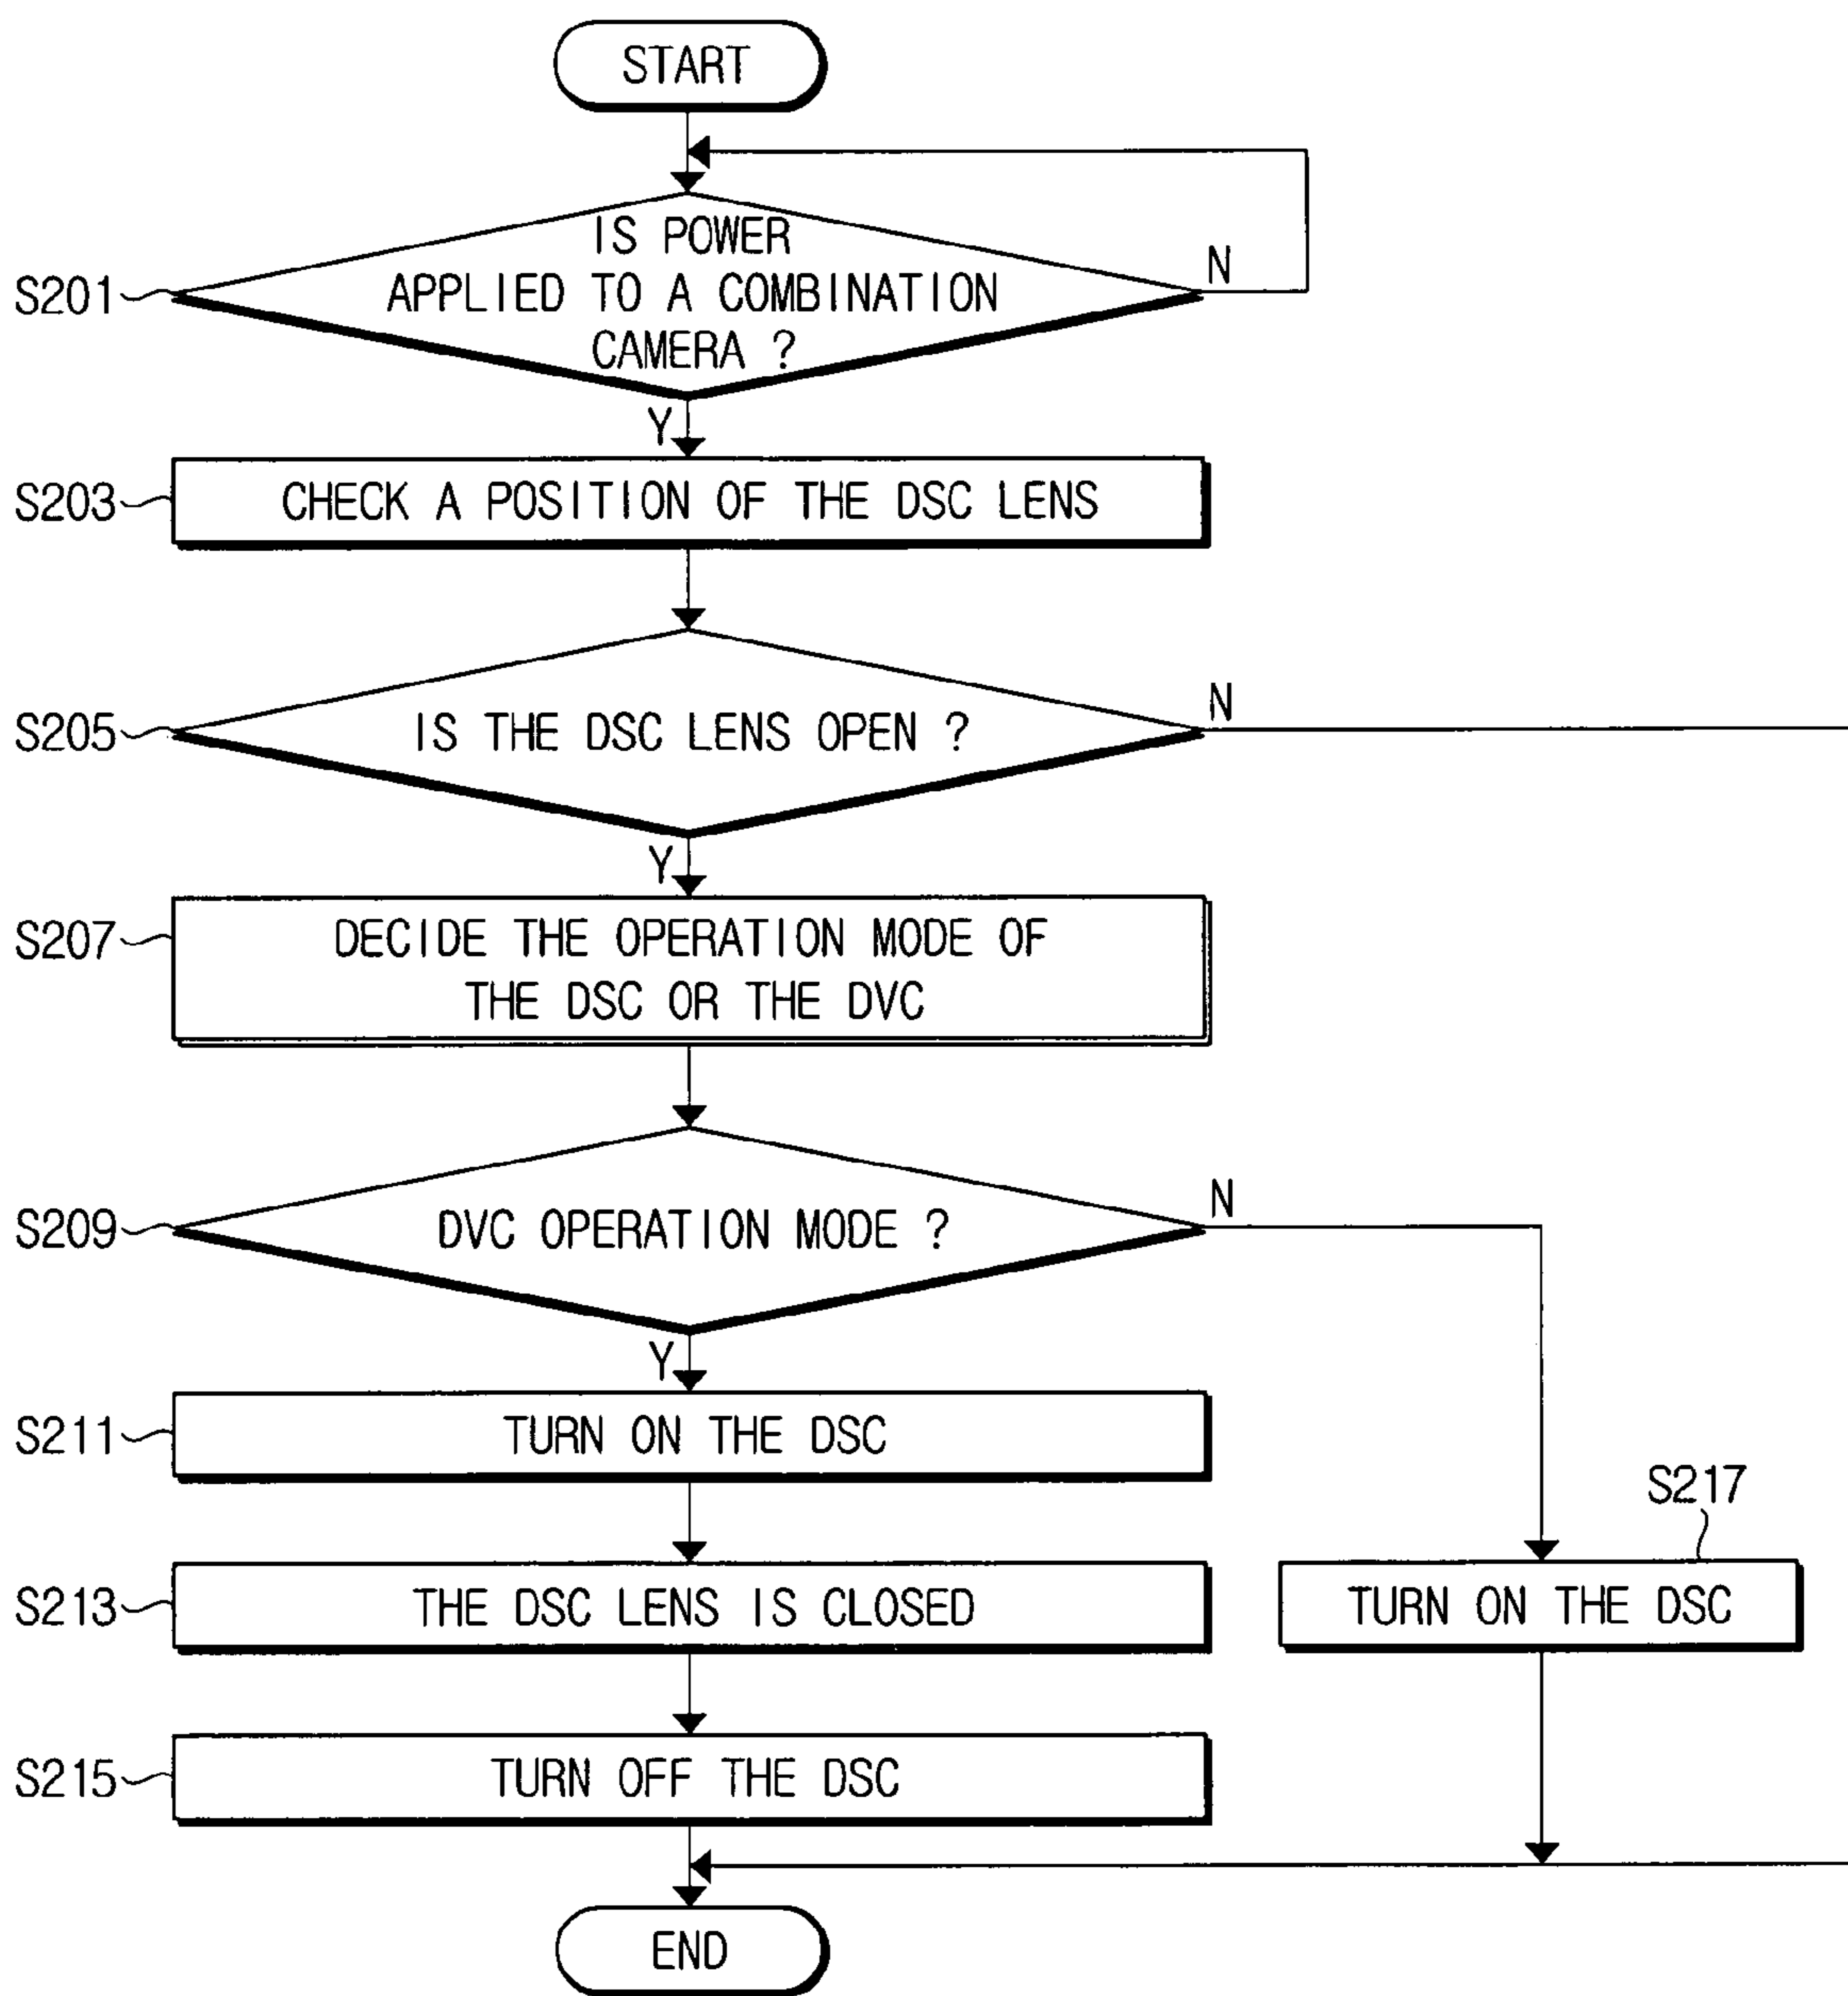 START
IS POWER
APPLIED TO A COMBINATION
CAMERA ?
N
S201
Y
S203
CHECK A POSITION OF THE DSC LENS
N
S205
IS THE DSC LENS OPEN ?
Y
S207
DECIDE THE OPERATION MODE OF
THE DSC OR THE DVC
N
S209
DVC OPERATION MODE ?
Y
S211
TURN ON THE DSC
S217
S213
THE DSC LENS IS CLOSED
TURN ON THE DSC
S215
TURN OFF THE DSC
END